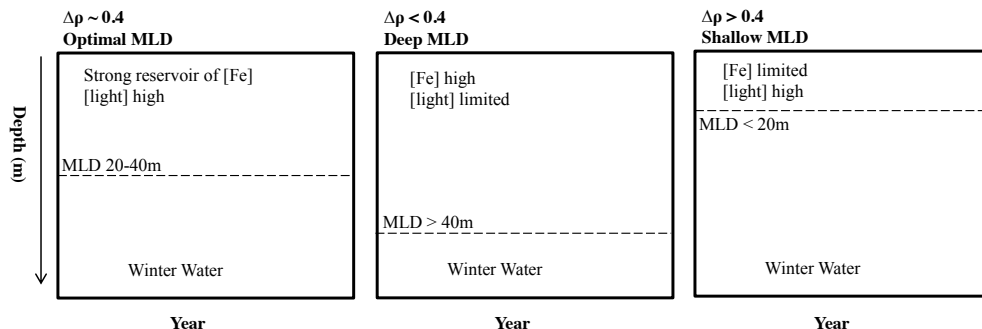 Δρ ~ 0.4
Optimal MLD
Δρ < 0.4
Deep MLD
Δρ > 0.4
Shallow MLD
Depth (m)
Strong reservoir of [Fe]
[light] high
MLD 20-40m
Winter Water
[Fe] high
[light] limited
MLD > 40m
Winter Water
[Fe] limited
[light] high
MLD < 20m
Winter Water
Year
Year
Year